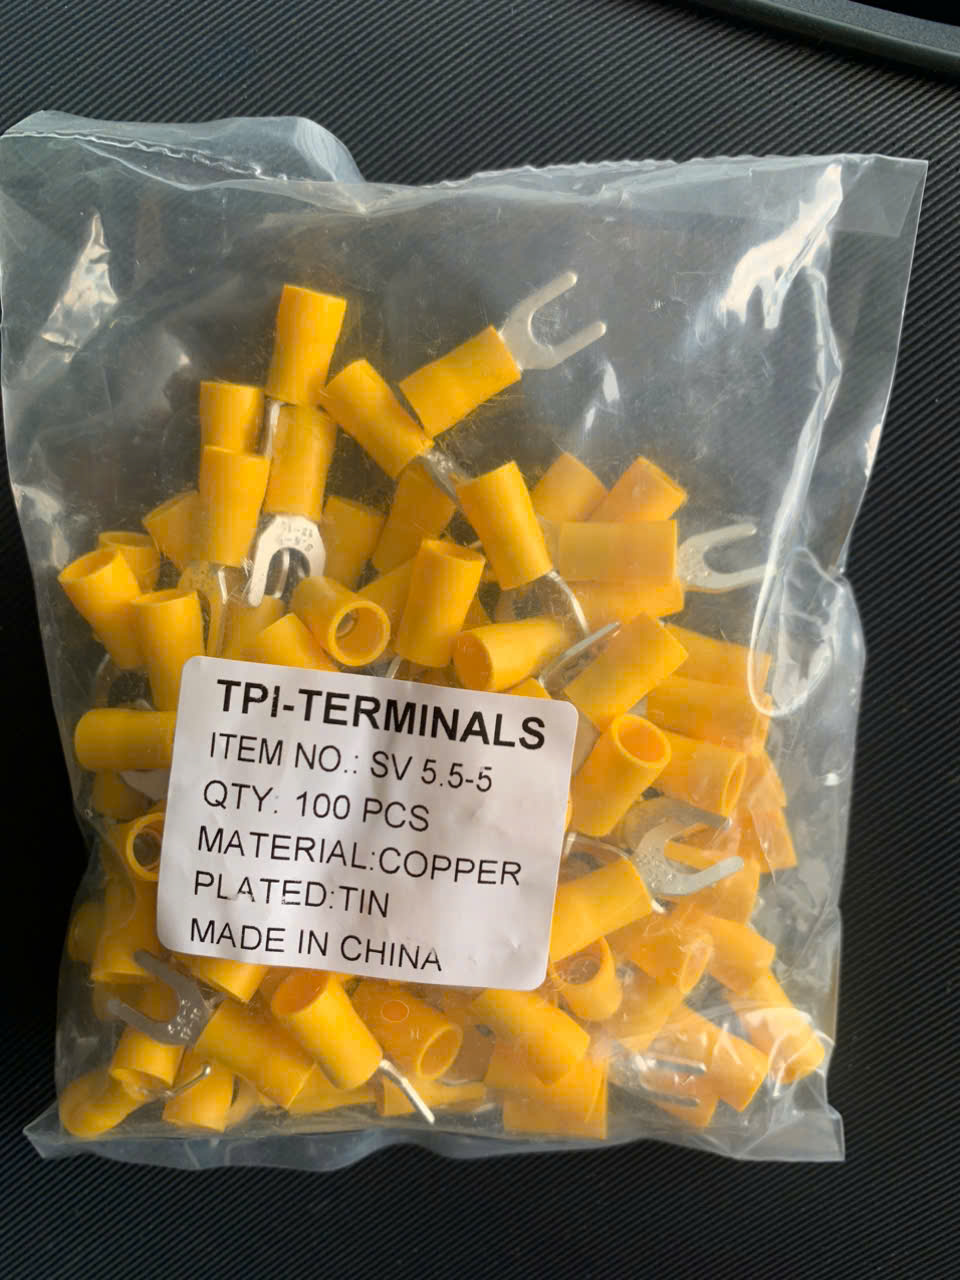 TPI-TERMINALS
ITEM NO.: SV 5.5-5
QTY: 100 PCS
MATERIAL:COPPER
PLATED:TIN
MADE IN CHINA